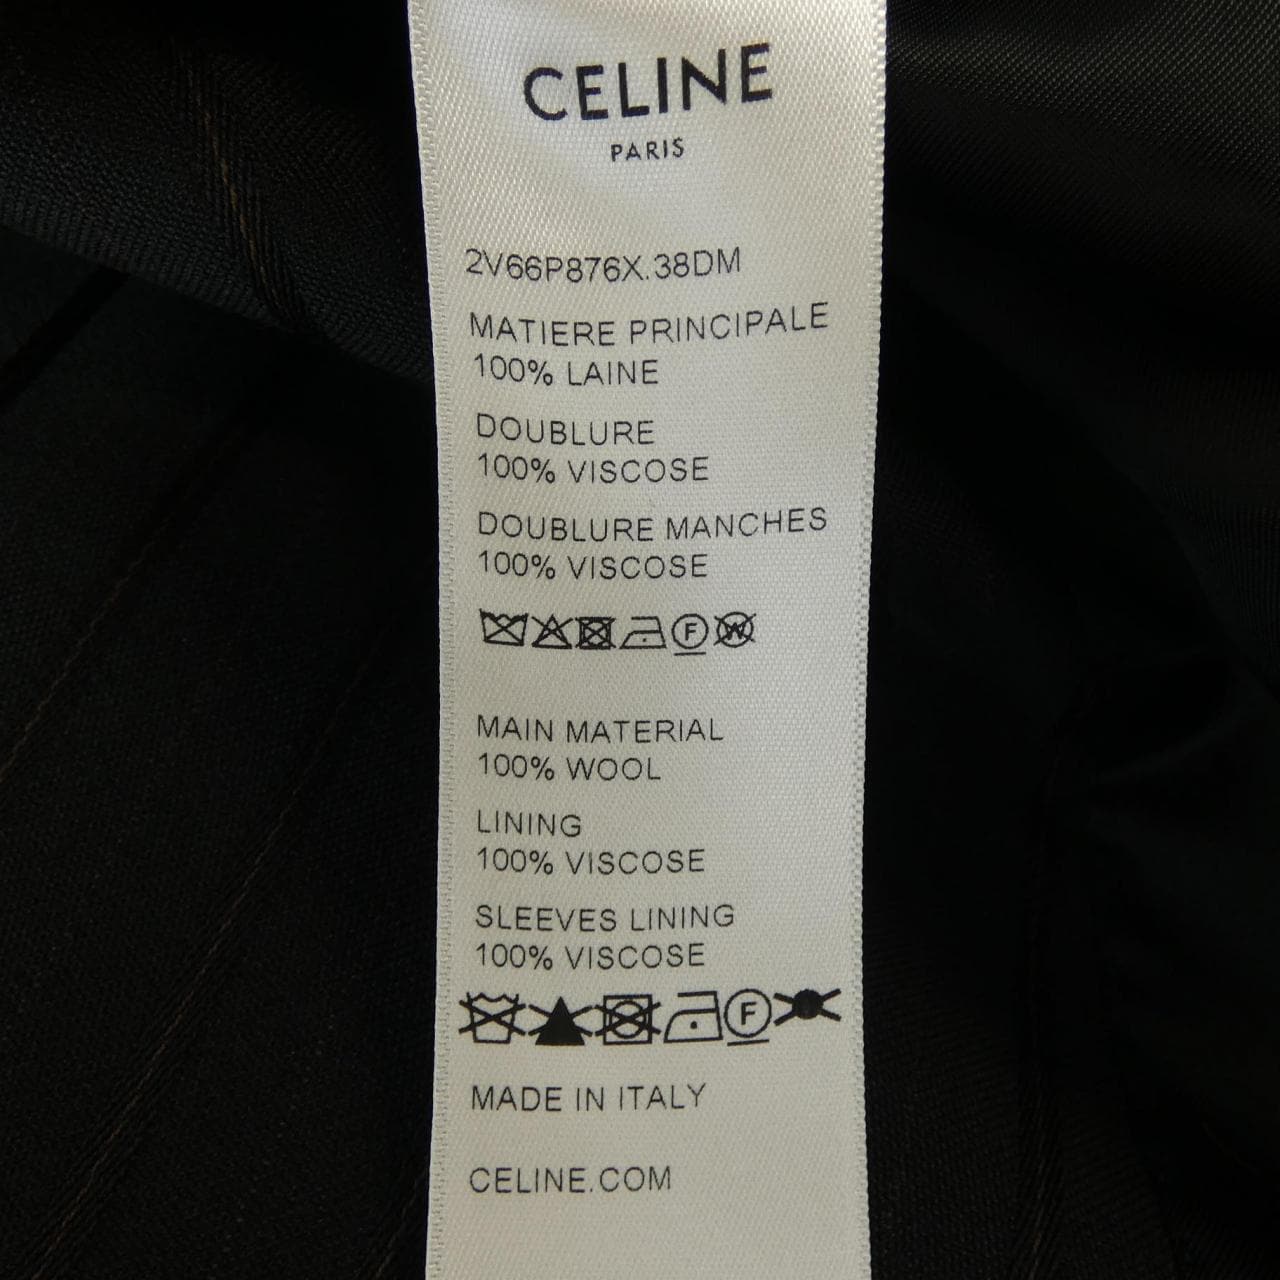 CELINE
PARIS
2V66P876X.38DM
MATIERE PRINCIPALE
100% LAINE
DOUBLURE
100% VISCOSE
DOUBLURE MANCHES
100% VISCOSE
F W
MAIN MATERIAL
100% WOOL
LINING
100% VISCOSE
SLEEVES LINING
100% VISCOSE
F
MADE IN ITALY
CELINE.COM